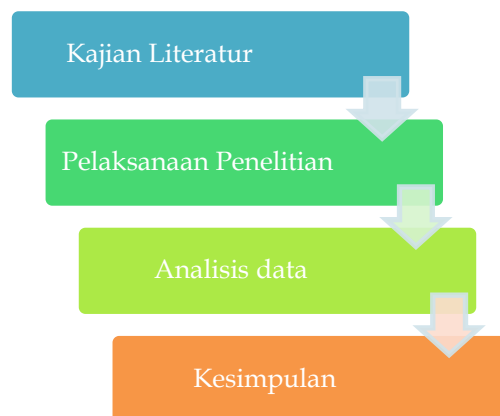 Kajian Literatur
Pelaksanaan Penelitian
Analisis data
Kesimpulan